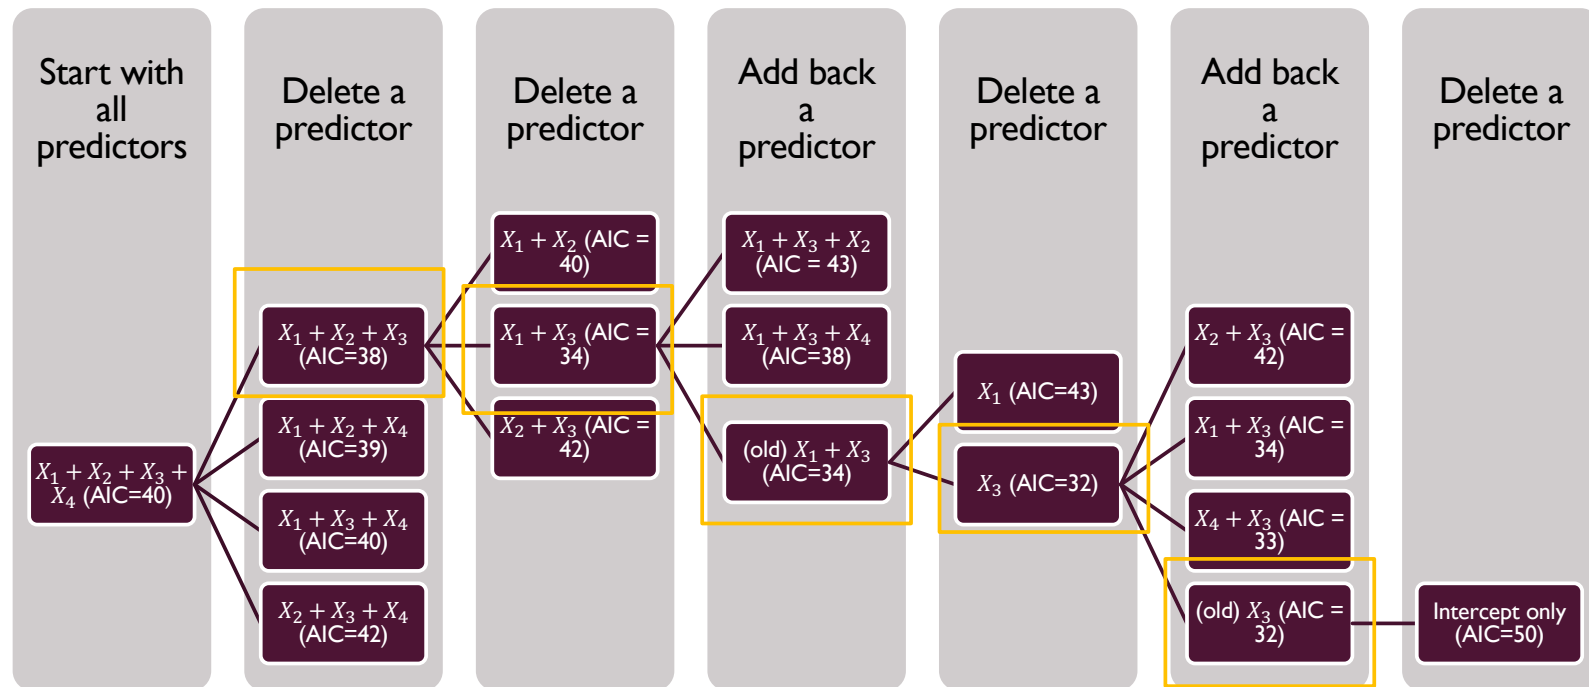 Start with
all
predictors
X₁ + X₂ + X₃ +
X₄ (AIC=40)
Delete a
predictor
X₁ + X₂ + X₃
(AIC=38)
X₁ + X₂ + X₄
(AIC=39)
X₁ + X₃ + X₄
(AIC=40)
X₂ + X₃ + X₄
(AIC=42)
Delete a
predictor
X₁ + X₂ (AIC =
40)
X₁ + X₃ (AIC =
34)
X₂ + X₃ (AIC =
42)
Add back
a
predictor
X₁ + X₃ + X₂
(AIC = 43)
X₁ + X₃ + X₄
(AIC=38)
(old) X₁ + X₃
(AIC=34)
Delete a
predictor
X₁ (AIC=43)
X₃ (AIC=32)
Add back
a
predictor
X₂ + X₃ (AIC =
42)
X₁ + X₃ (AIC =
34)
X₄ + X₃ (AIC =
33)
(old) X₃ (AIC =
32)
Delete a
predictor
Intercept only
(AIC=50)